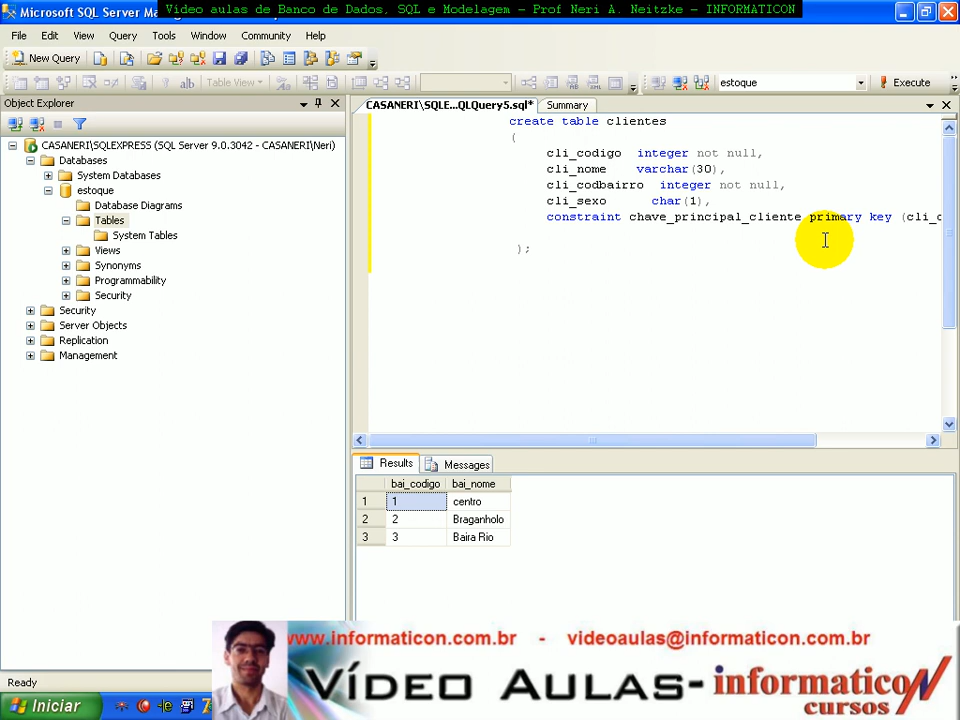 Microsoft SQL Server Ma
Video aulas de Banco de Dados, SQL e Modelagem - Prof Neri A. Neitzke - INFORMATICON
File Edit View Query Tools Window Community Help
New Query
Table View
estoque
Execute
Object Explorer
CASANERI\SQLE...QLQuery5.sql*
Summary
CASANERI\SQLEXPRESS (SQL Server 9.0.3042 - CASANERI\Neri)
Databases
System Databases
estoque
Database Diagrams
Tables
System Tables
Views
Synonyms
Programmability
Security
Security
Server Objects
Replication
Management
create table clientes
(
cli_codigo integer not null,
cli_nome varchar(30),
cli_codbairro integer not null,
cli_sexo char(1),
constraint chave_principal_cliente primary key (cli_c
);
Results
Messages
bai_codigo bai_nome
1 1 centro
2 2 Braganholo
3 3 Baira Rio
Ready
www.informaticon.com.br - videoaulas@informaticon.com.br
Vídeo Aulas-informaticon
cursos
Iniciar